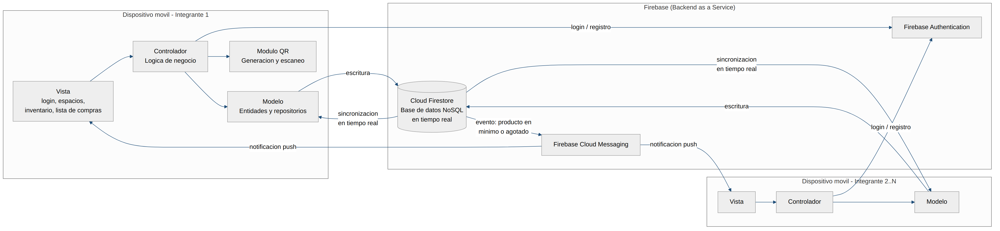 Dispositivo movil - Integrante 1
Controlador
Logica de negocio
Modulo QR
Generacion y escaneo
Vista
login, espacios,
inventario, lista de compras
Modelo
Entidades y repositorios
escritura
sincronizacion
en tiempo real
notificacion push
Firebase (Backend as a Service)
login / registro
Firebase Authentication
sincronizacion
en tiempo real
Cloud Firestore
Base de datos NoSQL
en tiempo real
escritura
evento: producto en
minimo o agotado
login / registro
Firebase Cloud Messaging
notificacion push
Dispositivo movil - Integrante 2..N
Vista
Controlador
Modelo